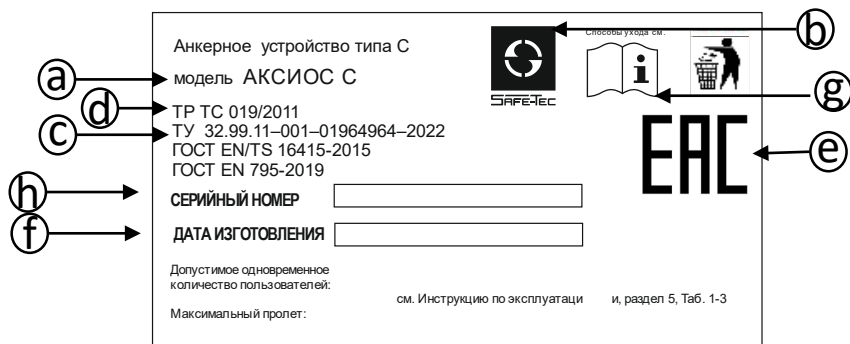 Анкерное устройство типа С
модель АКСИОС С
ТР ТС 019/2011
ТУ 32.99.11–001–01964964–2022
ГОСТ EN/TS 16415-2015
ГОСТ EN 795-2019
СЕРИЙНЫЙ НОМЕР
ДАТА ИЗГОТОВЛЕНИЯ
Допустимое одновременное
количество пользователей:
см. Инструкцию по эксплуатаци и, раздел 5, Таб. 1-3
Максимальный пролет:
SAFE-TEC
Способы ухода см.
i
EAC
a
d
c
h
f
b
g
e